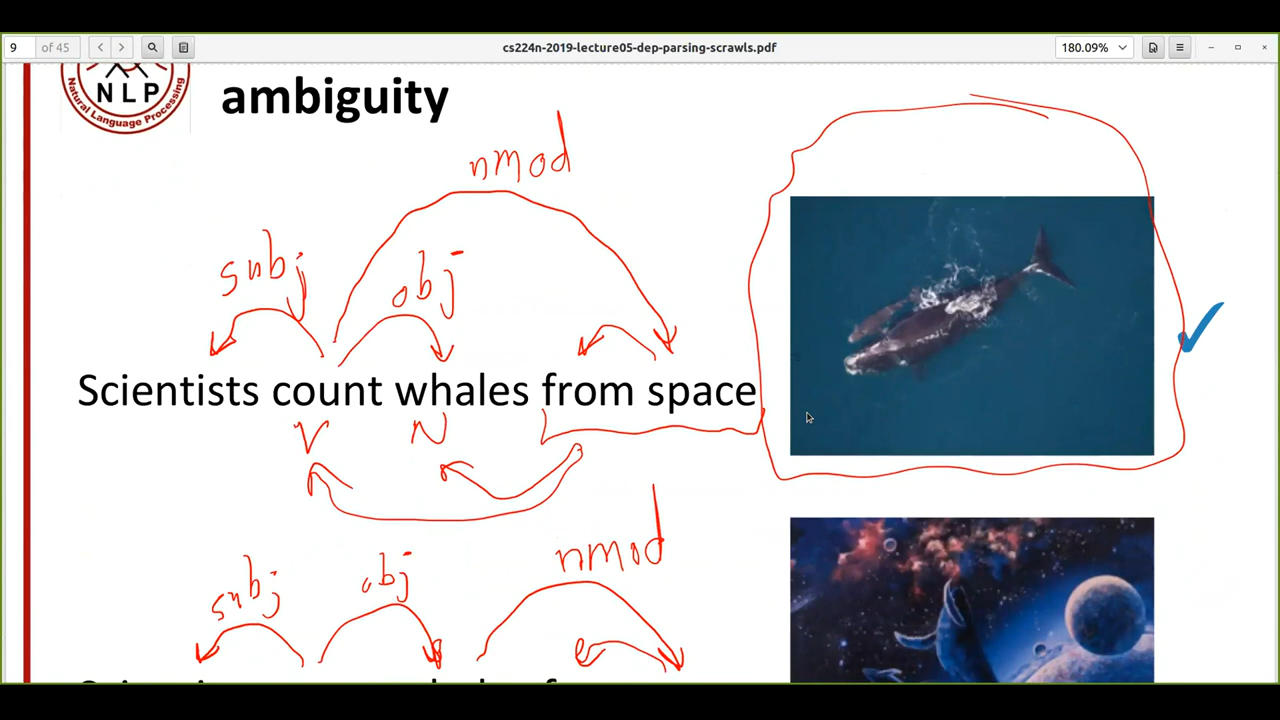 9 of 45
cs224n-2019-lecture05-dep-parsing-scrawls.pdf
180.09%
NLP
Natural Language Processing
ambiguity
nmod
subj
obj
Scientists count whales from space
V N
nmod
subj
obj